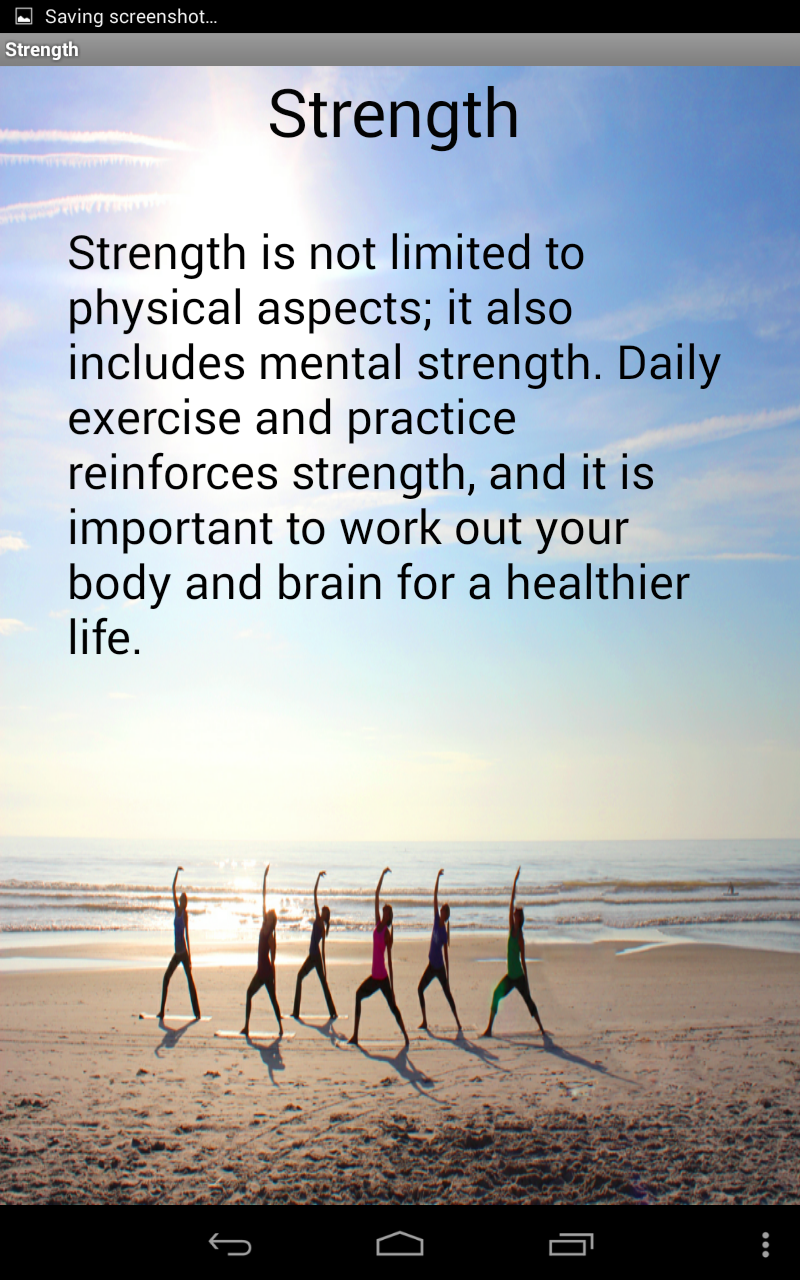 Saving screenshot...
Strength
Strength
Strength is not limited to
physical aspects; it also
includes mental strength. Daily
exercise and practice
reinforces strength, and it is
important to work out your
body and brain for a healthier
life.